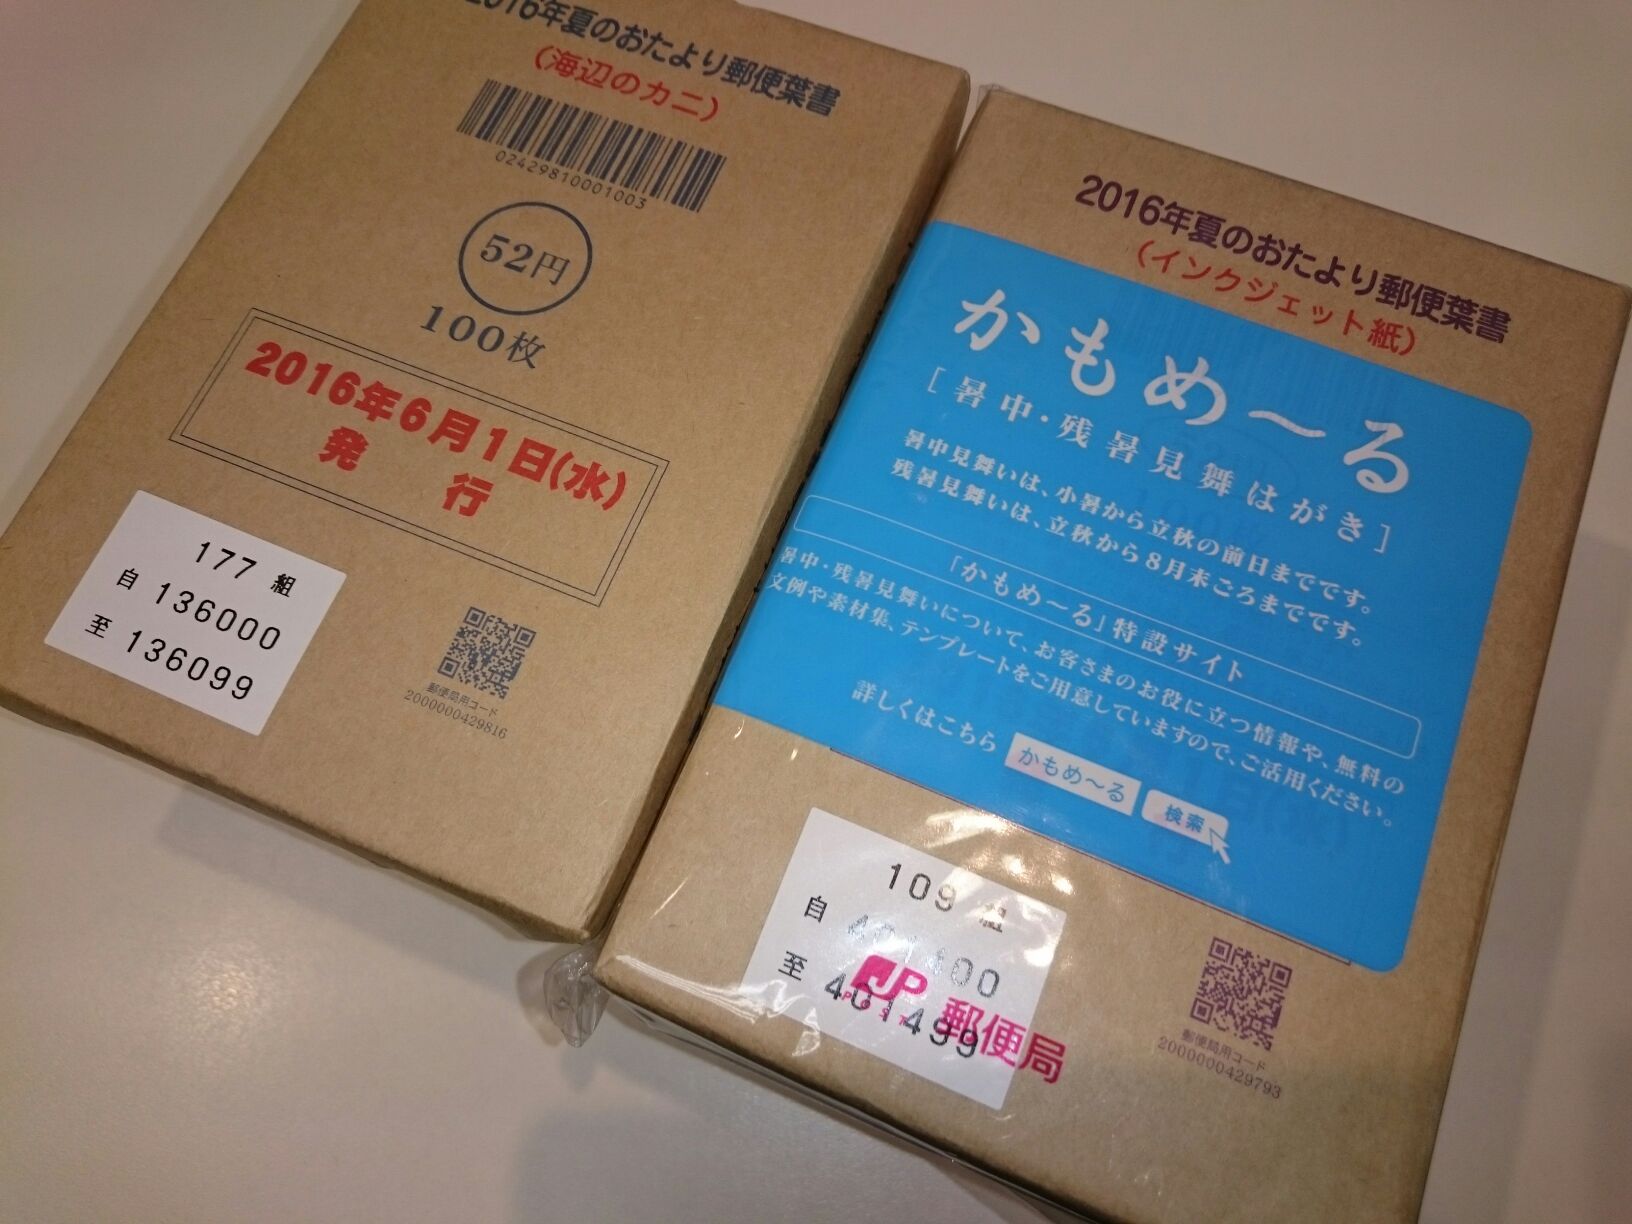 2016年夏のおたより郵便葉書
(海辺のカニ)
02429810001003
52円
100枚
2016年6月1日(水)
発行
177 組
自 136000
至 136099
郵便局用コード
2000000429816
2016年夏のおたより郵便葉書
(インクジェット紙)
かもめ〜る
[暑中・残暑見舞はがき]
暑中見舞いは、小暑から立秋の前日までです。
残暑見舞いは、立秋から8月末ころまでです。
「かもめ〜る」特設サイト
暑中・残暑見舞いについて、お客さまのお役に立つ情報や、無料の
文例や素材集、テンプレートをご用意していますので、ご活用ください。
詳しくはこちら かもめ〜る 検索
109 組
自 401400
至 401499
JP
POST
郵便局
郵便局用コード
2000000429793